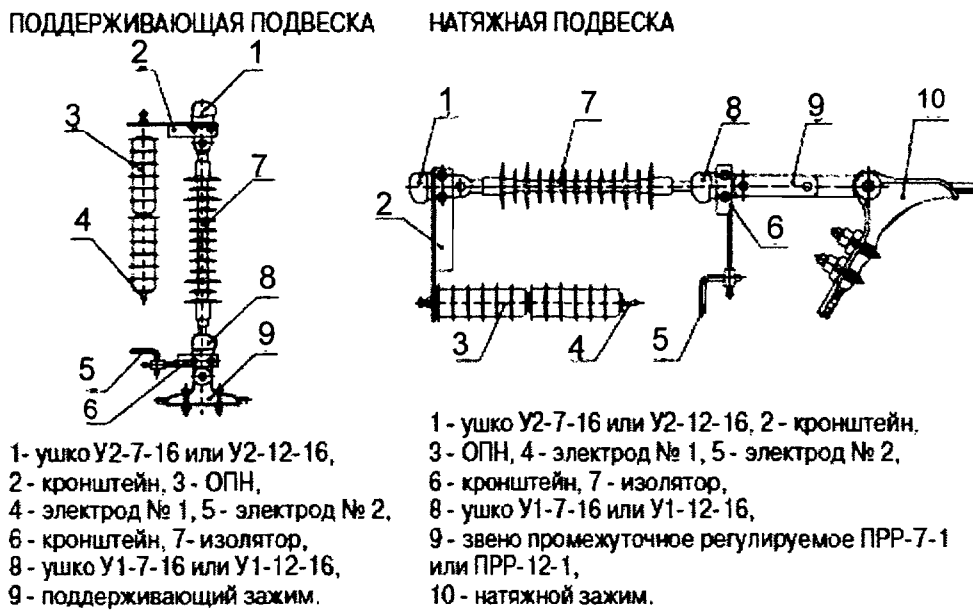 ПОДДЕРЖИВАЮЩАЯ ПОДВЕСКА
2 1
3
7
4
8
5
9
6
1- ушко У2-7-16 или У2-12-16,
2 - кронштейн, 3 - ОПН,
4 - электрод № 1, 5 - электрод № 2,
6 - кронштейн, 7- изолятор,
8 - ушко У1-7-16 или У1-12-16,
9 - поддерживающий зажим.
НАТЯЖНАЯ ПОДВЕСКА
1 7 8 9 10
2
6
3 4 5
1 - ушко У2-7-16 или У2-12-16, 2 - кронштейн,
3 - ОПН, 4 - электрод № 1, 5 - электрод № 2,
6 - кронштейн, 7 - изолятор,
8 - ушко У1-7-16 или У1-12-16,
9 - звено промежуточное регулируемое ПРР-7-1
или ПРР-12-1,
10 - натяжной зажим.